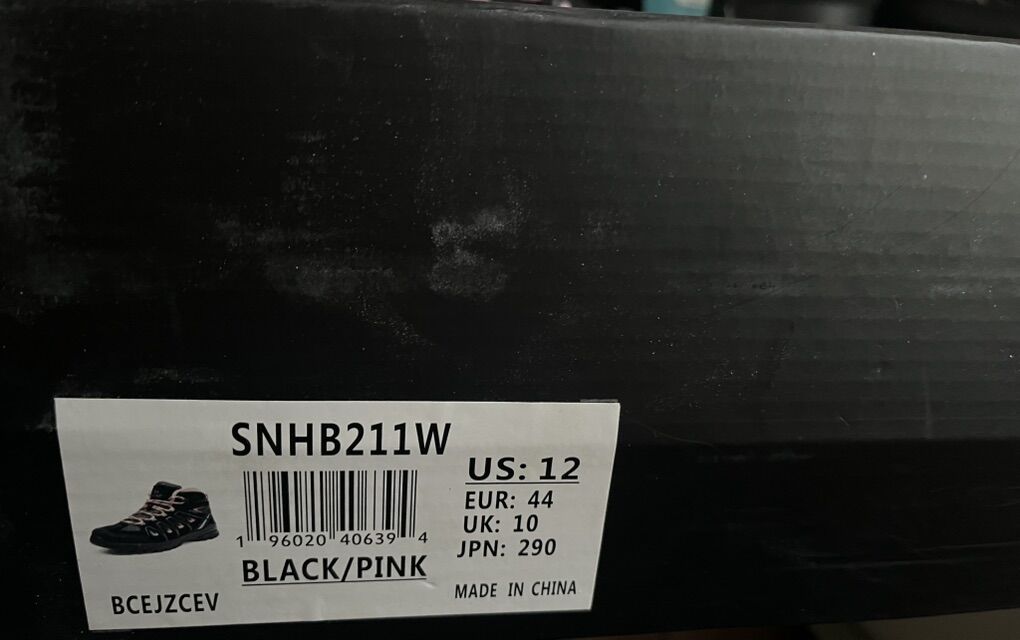 SNHB211W
1 96020 40639 4
BLACK/PINK
BCEJZCEV
US: 12
EUR: 44
UK: 10
JPN: 290
MADE IN CHINA